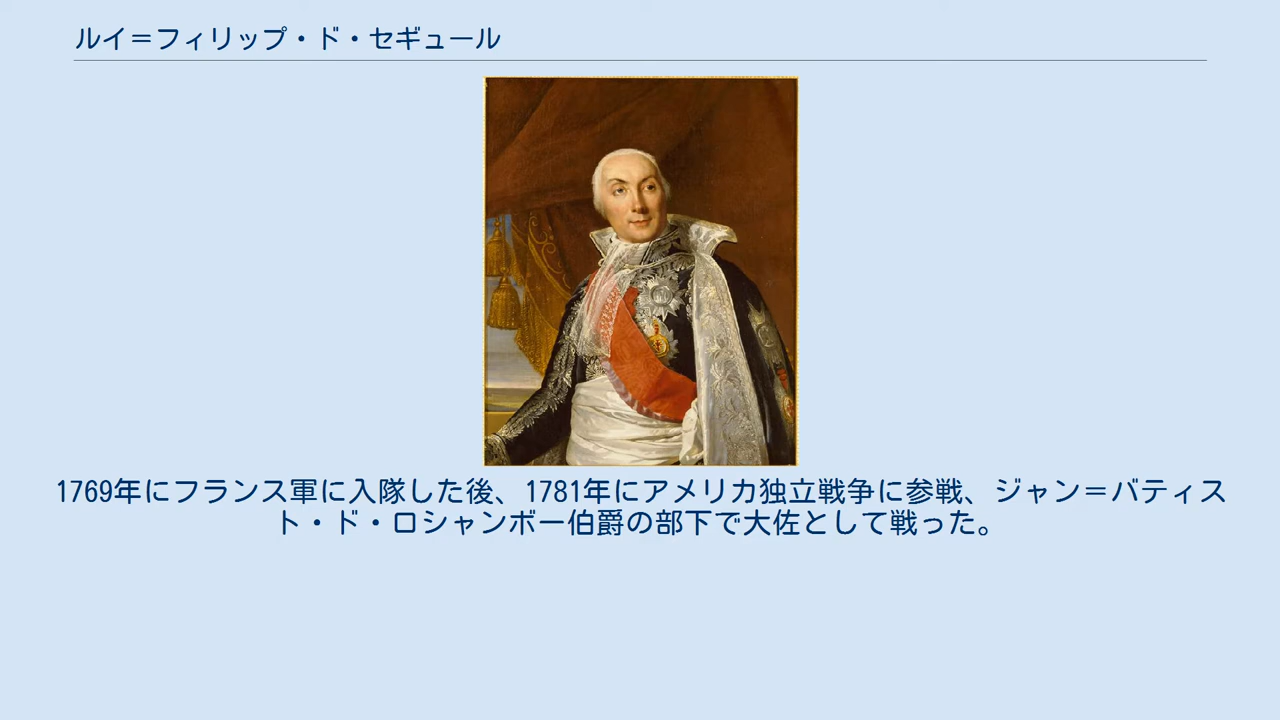 ルイ＝フィリップ・ド・セギュール
1769年にフランス軍に入隊した後、1781年にアメリカ独立戦争に参戦、ジャン＝バティス
ト・ド・ロシャンボー伯爵の部下で大佐として戦った。